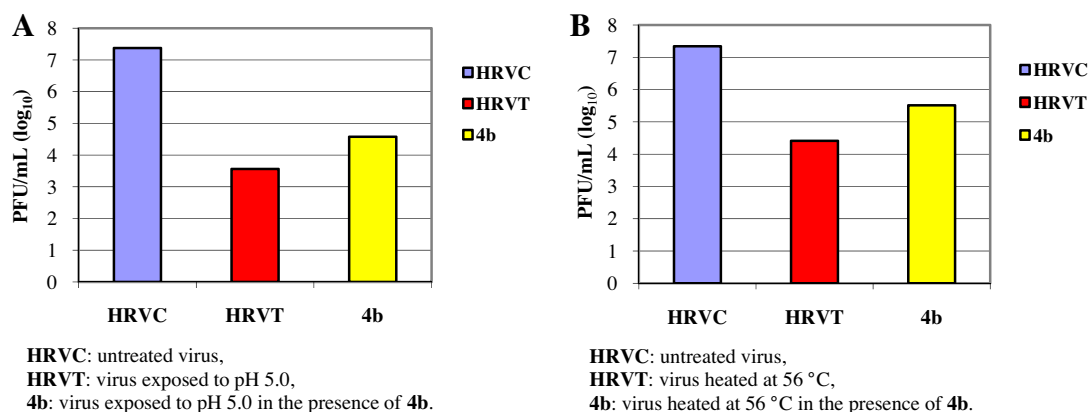 A
PFU/mL (log₁₀)
8
7
6
5
4
3
2
1
0
HRVC HRVT 4b
HRVC
HRVT
4b
HRVC: untreated virus,
HRVT: virus exposed to pH 5.0,
4b: virus exposed to pH 5.0 in the presence of 4b.
B
PFU/mL (log₁₀)
8
7
6
5
4
3
2
1
0
HRVC HRVT 4b
HRVC
HRVT
4b
HRVC: untreated virus,
HRVT: virus heated at 56 °C,
4b: virus heated at 56 °C in the presence of 4b.